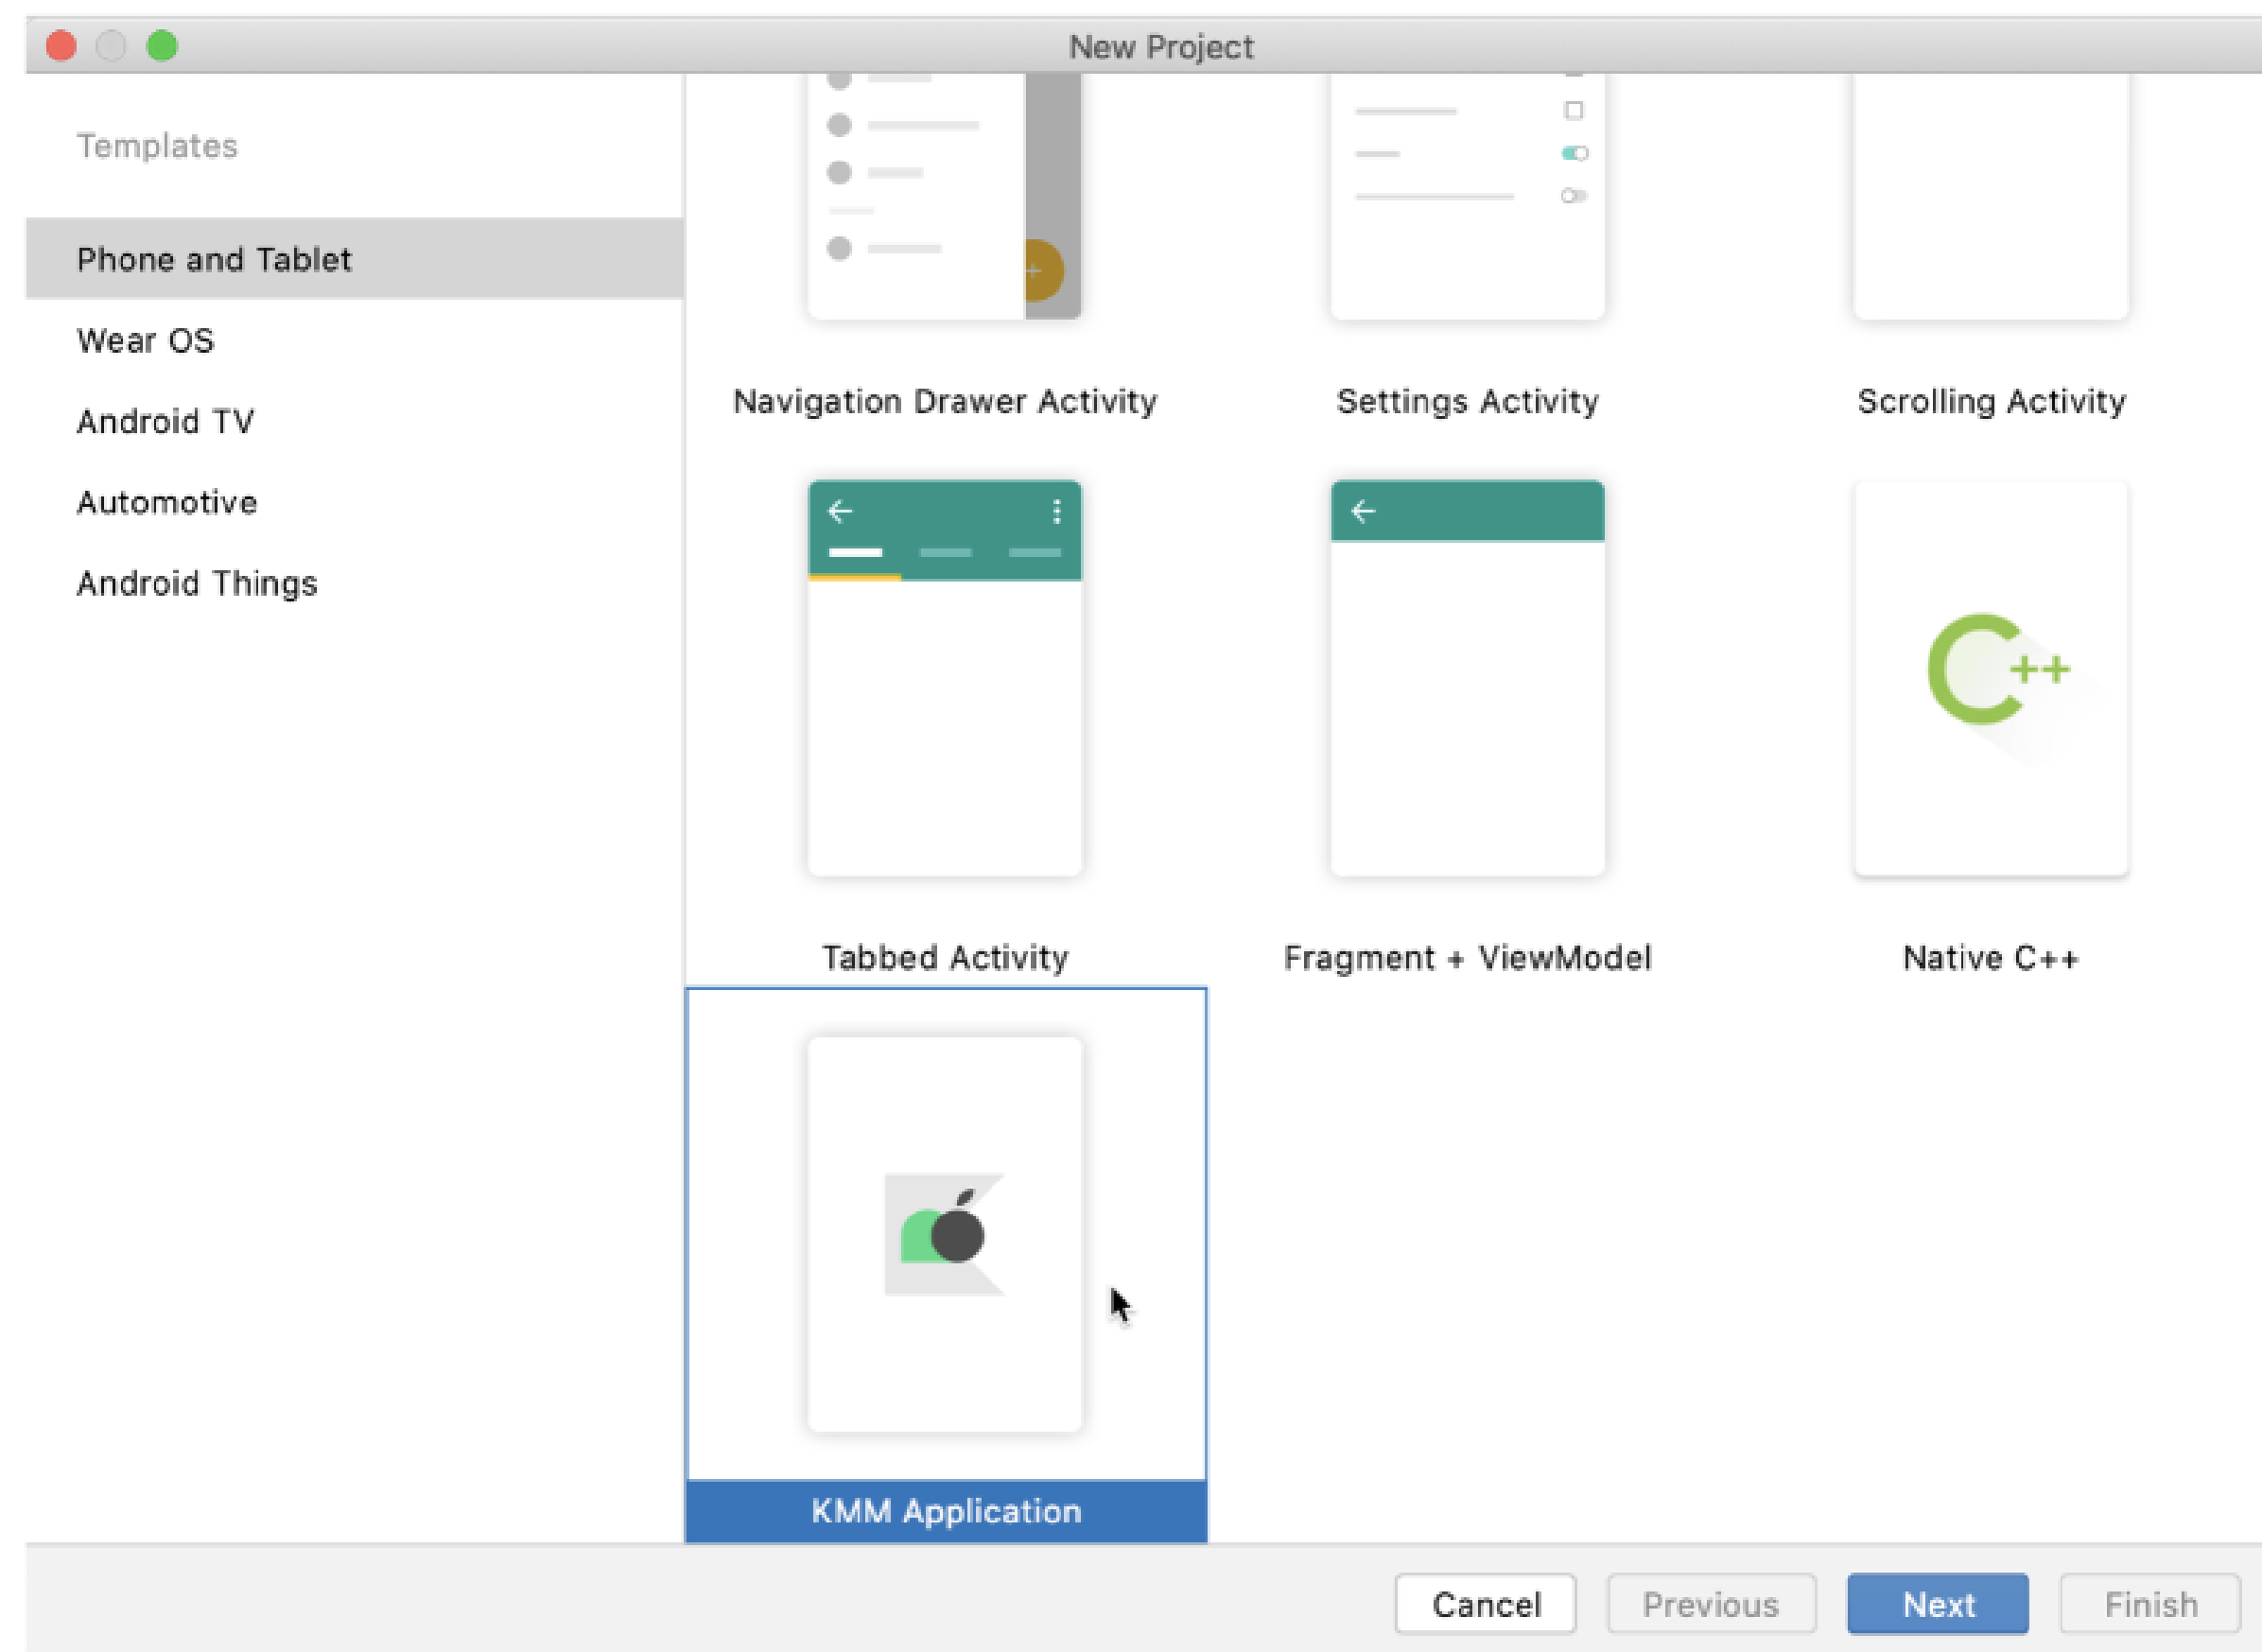 New Project
Templates
Phone and Tablet
Wear OS
Android TV
Automotive
Android Things
Navigation Drawer Activity
Settings Activity
Scrolling Activity
C++
Tabbed Activity
Fragment + ViewModel
Native C++
KMM Application
Cancel
Previous
Next
Finish